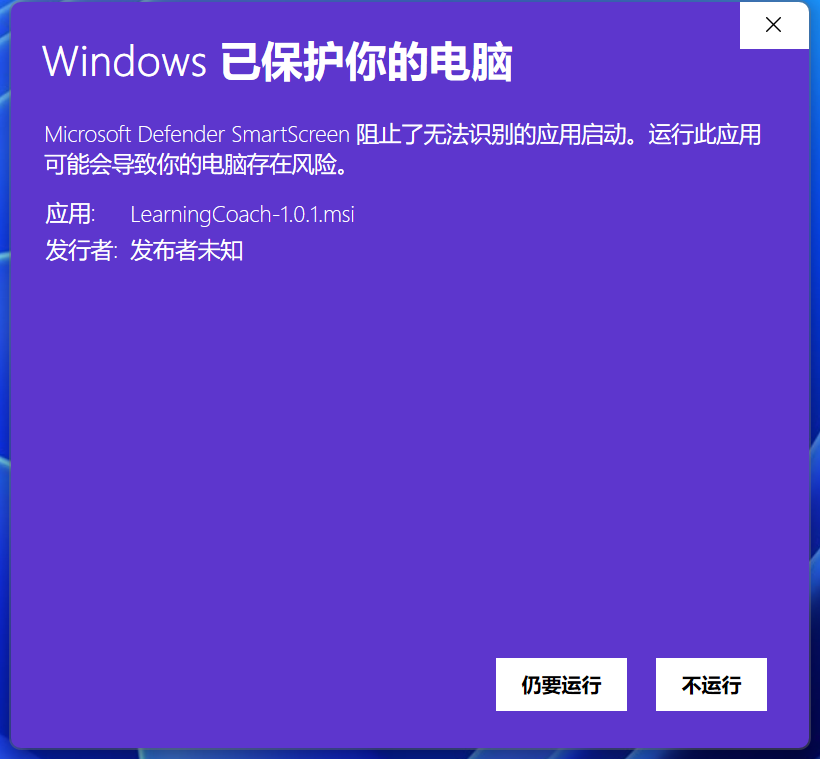 Windows 已保护你的电脑
Microsoft Defender SmartScreen 阻止了无法识别的应用启动。运行此应用
可能会导致你的电脑存在风险。
应用: LearningCoach-1.0.1.msi
发行者: 发布者未知
仍要运行 不运行